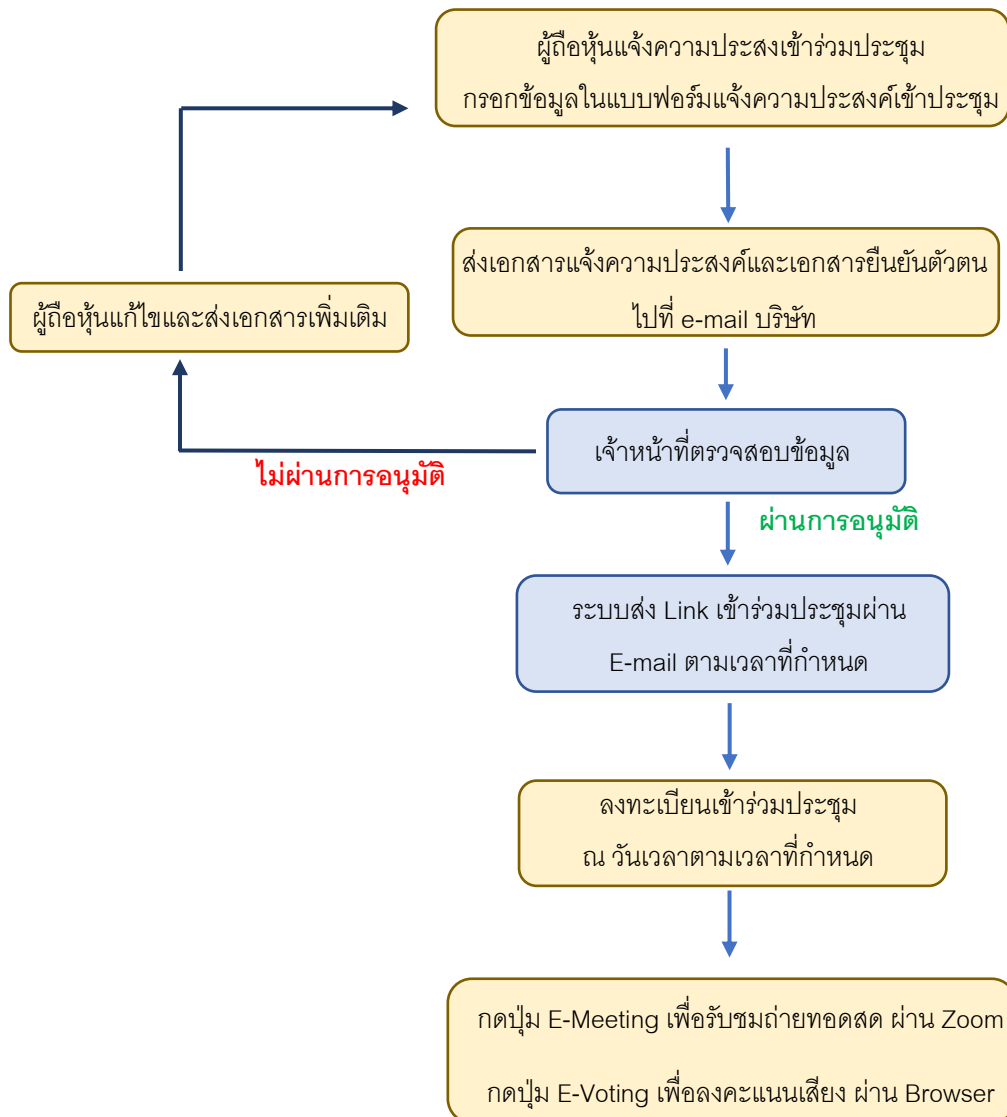 ผู้ถือหุ้นแจ้งความประสงเข้าร่วมประชุม
กรอกข้อมูลในแบบฟอร์มแจ้งความประสงค์เข้าประชุม
ส่งเอกสารแจ้งความประสงค์และเอกสารยืนยันตัวตน
ไปที่ e-mail บริษัท
ผู้ถือหุ้นแก้ไขและส่งเอกสารเพิ่มเติม
เจ้าหน้าที่ตรวจสอบข้อมูล
ไม่ผ่านการอนุมัติ
ผ่านการอนุมัติ
ระบบส่ง Link เข้าร่วมประชุมผ่าน
E-mail ตามเวลาที่กำหนด
ลงทะเบียนเข้าร่วมประชุม
ณ วันเวลาตามเวลาที่กำหนด
กดปุ่ม E-Meeting เพื่อรับชมถ่ายทอดสด ผ่าน Zoom
กดปุ่ม E-Voting เพื่อลงคะแนนเสียง ผ่าน Browser